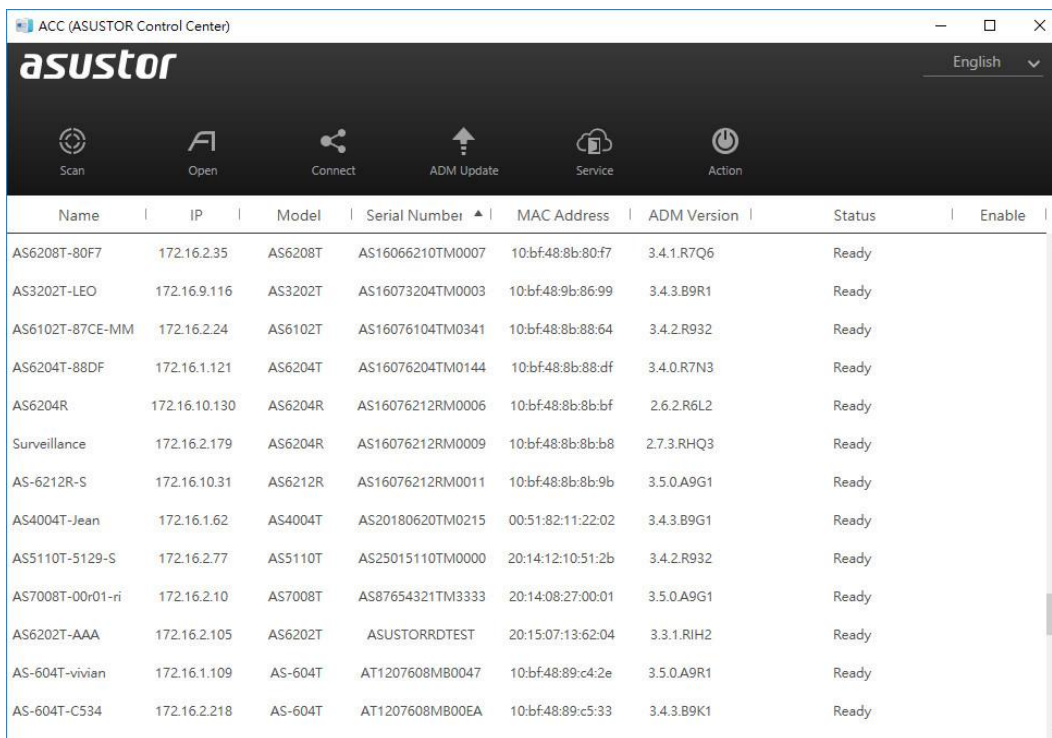 ACC (ASUSTOR Control Center)
asustor
English
Scan Open Connect ADM Update Service Action
Name IP Model Serial Number MAC Address ADM Version Status Enable
AS6208T-80F7 172.16.2.35 AS6208T AS16066210TM0007 10:bf:48:8b:80:f7 3.4.1.R7Q6 Ready
AS3202T-LEO 172.16.9.116 AS3202T AS16073204TM0003 10:bf:48:9b:86:99 3.4.3.B9R1 Ready
AS6102T-87CE-MM 172.16.2.24 AS6102T AS16076104TM0341 10:bf:48:8b:88:64 3.4.2.R932 Ready
AS6204T-88DF 172.16.1.121 AS6204T AS16076204TM0144 10:bf:48:8b:88:df 3.4.0.R7N3 Ready
AS6204R 172.16.10.130 AS6204R AS16076212RM0006 10:bf:48:8b:8b:bf 2.6.2.R6L2 Ready
Surveillance 172.16.2.179 AS6204R AS16076212RM0009 10:bf:48:8b:8b:b8 2.7.3.RHQ3 Ready
AS-6212R-S 172.16.10.31 AS6212R AS16076212RM0011 10:bf:48:8b:8b:9b 3.5.0.A9G1 Ready
AS4004T-Jean 172.16.1.62 AS4004T AS20180620TM0215 00:51:82:11:22:02 3.4.3.B9G1 Ready
AS5110T-5129-S 172.16.2.77 AS5110T AS25015110TM0000 20:14:12:10:51:2b 3.4.2.R932 Ready
AS7008T-00r01-ri 172.16.2.10 AS7008T AS87654321TM3333 20:14:08:27:00:01 3.5.0.A9G1 Ready
AS6202T-AAA 172.16.2.105 AS6202T ASUSTORRDTEST 20:15:07:13:62:04 3.3.1.RIH2 Ready
AS-604T-vivian 172.16.1.109 AS-604T AT1207608MB0047 10:bf:48:89:c4:2e 3.5.0.A9R1 Ready
AS-604T-C534 172.16.2.218 AS-604T AT1207608MB00EA 10:bf:48:89:c5:33 3.4.3.B9K1 Ready